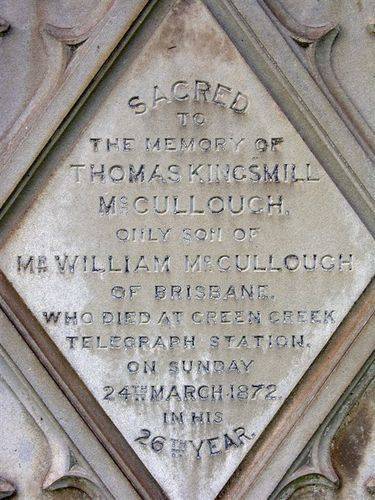 SACRED
TO
THE MEMORY OF
THOMAS KINGSMILL
McCULLOUGH,
ONLY SON OF
MR WILLIAM McCULLOUGH
OF BRISBANE,
WHO DIED AT GREEN CREEK
TELEGRAPH STATION,
ON SUNDAY
24TH MARCH 1872.
IN HIS
26TH YEAR.